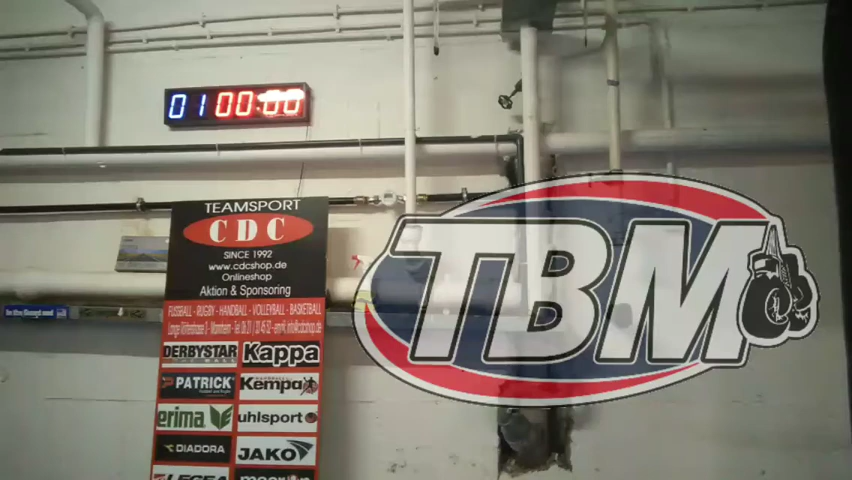 01 00:00
TEAMSPORT
CDC
SINCE 1992
www.cdcshop.de
Onlineshop
Aktion & Sponsoring
FUSSBALL - RUGBY - HANDBALL - VOLLEYBALL - BASKETBALL
DERBYSTAR
Kappa
PATRICK
Kempa
erima
uhlsport
DIADORA
JAKO
LEGEA
TBM